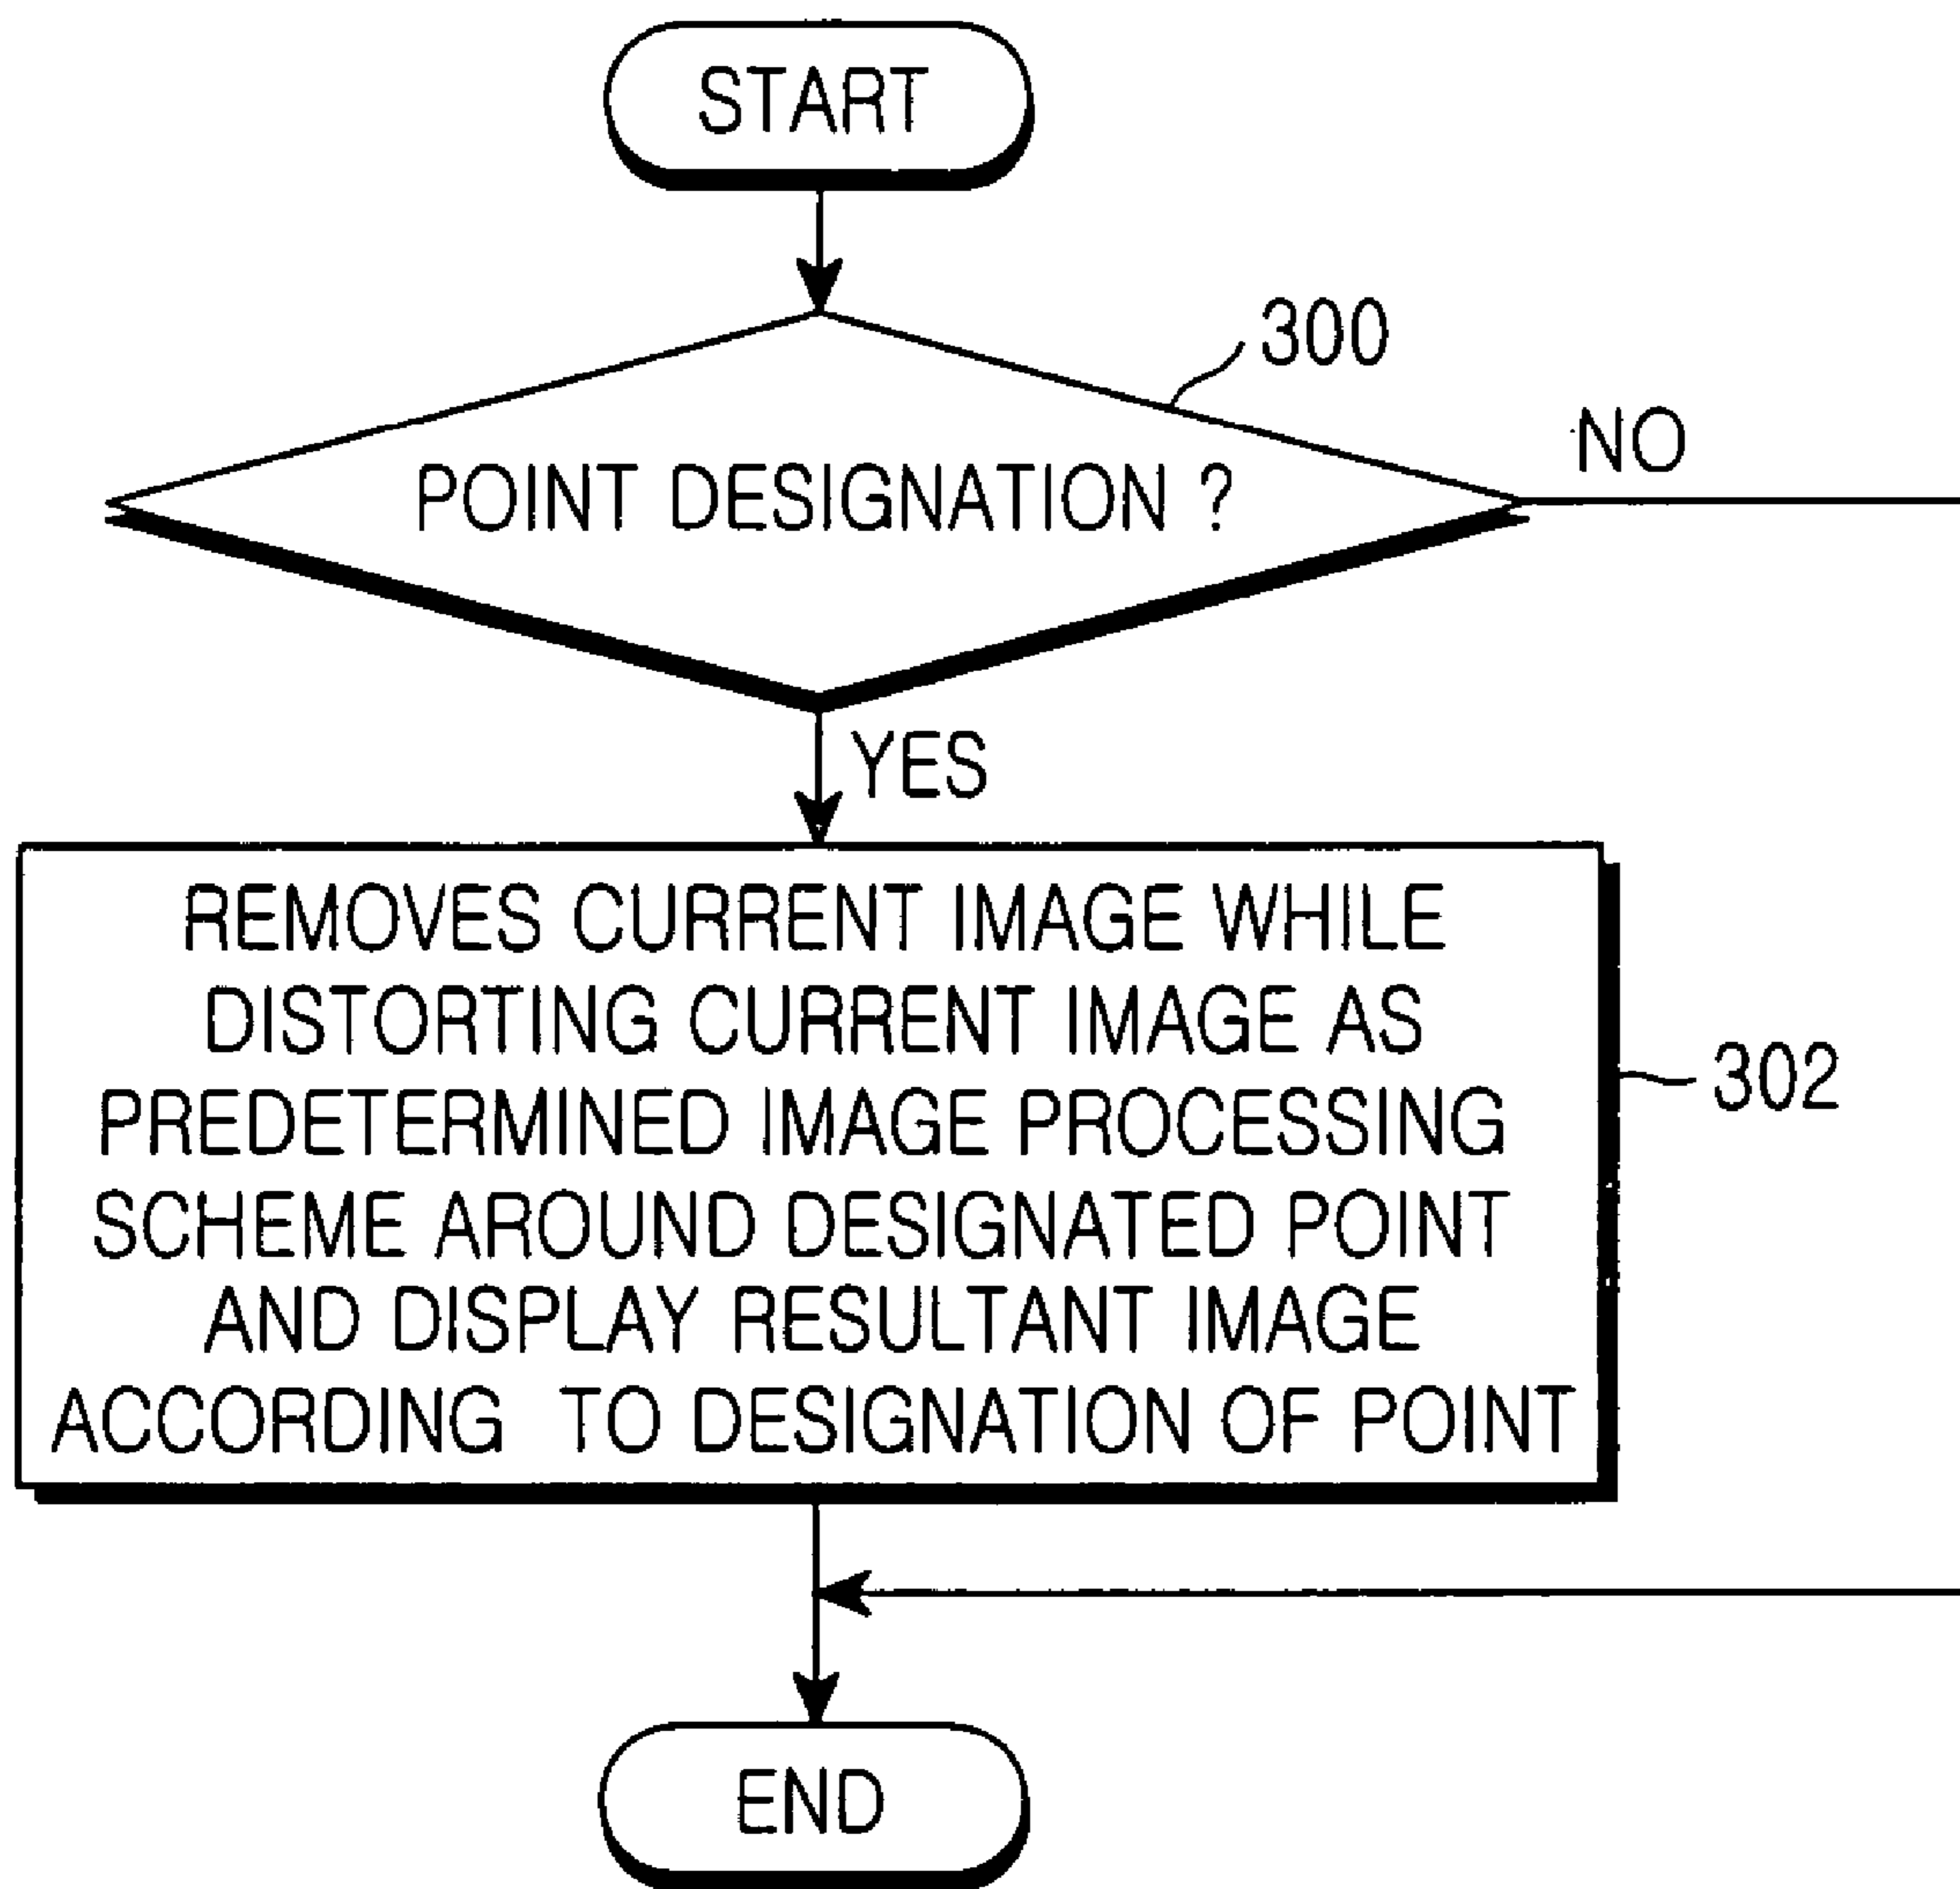 START
300
NO
POINT DESIGNATION ?
YES
REMOVES CURRENT IMAGE WHILE
DISTORTING CURRENT IMAGE AS
PREDETERMINED IMAGE PROCESSING
SCHEME AROUND DESIGNATED POINT
AND DISPLAY RESULTANT IMAGE
ACCORDING TO DESIGNATION OF POINT
302
END